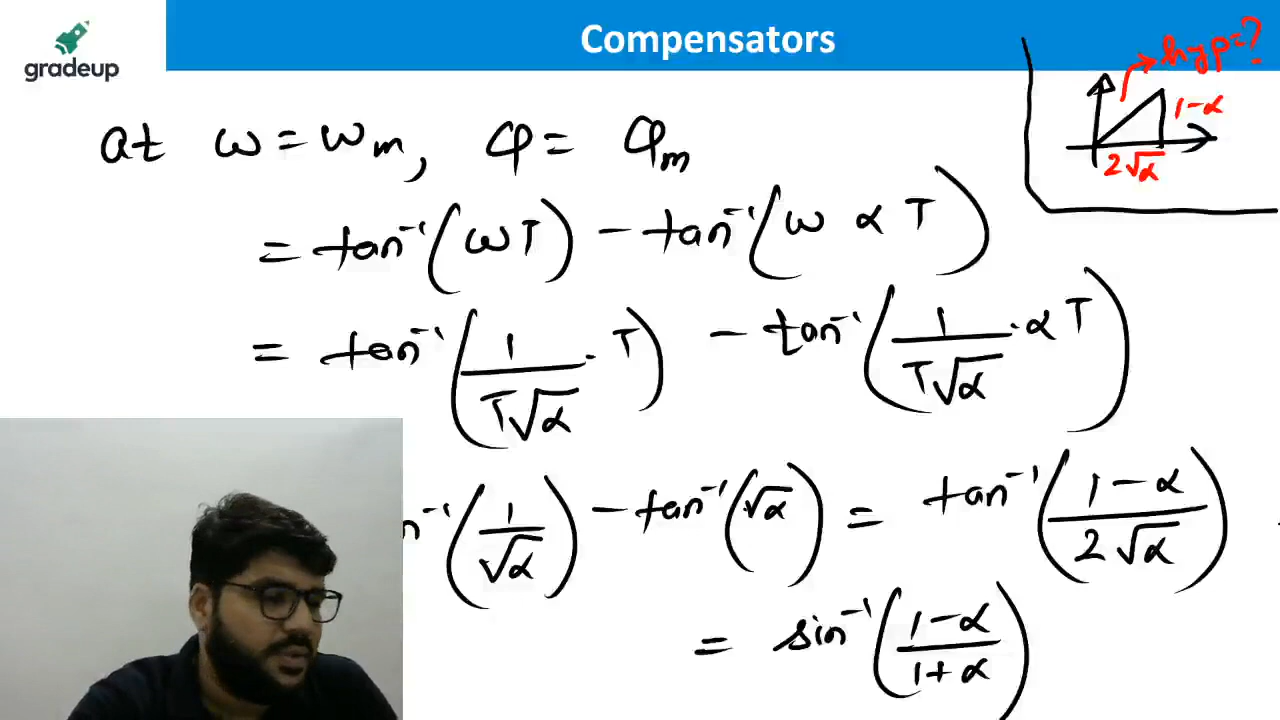 Compensators
gradeup
hyp=?
1-α
2√α
at ω = ωm, φ = φm
= tan⁻¹(ωT) - tan⁻¹(ω α T)
= tan⁻¹(1/T√α · T) - tan⁻¹(1/T√α · α T)
n⁻¹(1/√α) - tan⁻¹(√α) = tan⁻¹(1-α/2√α)
= sin⁻¹(1-α/1+α)